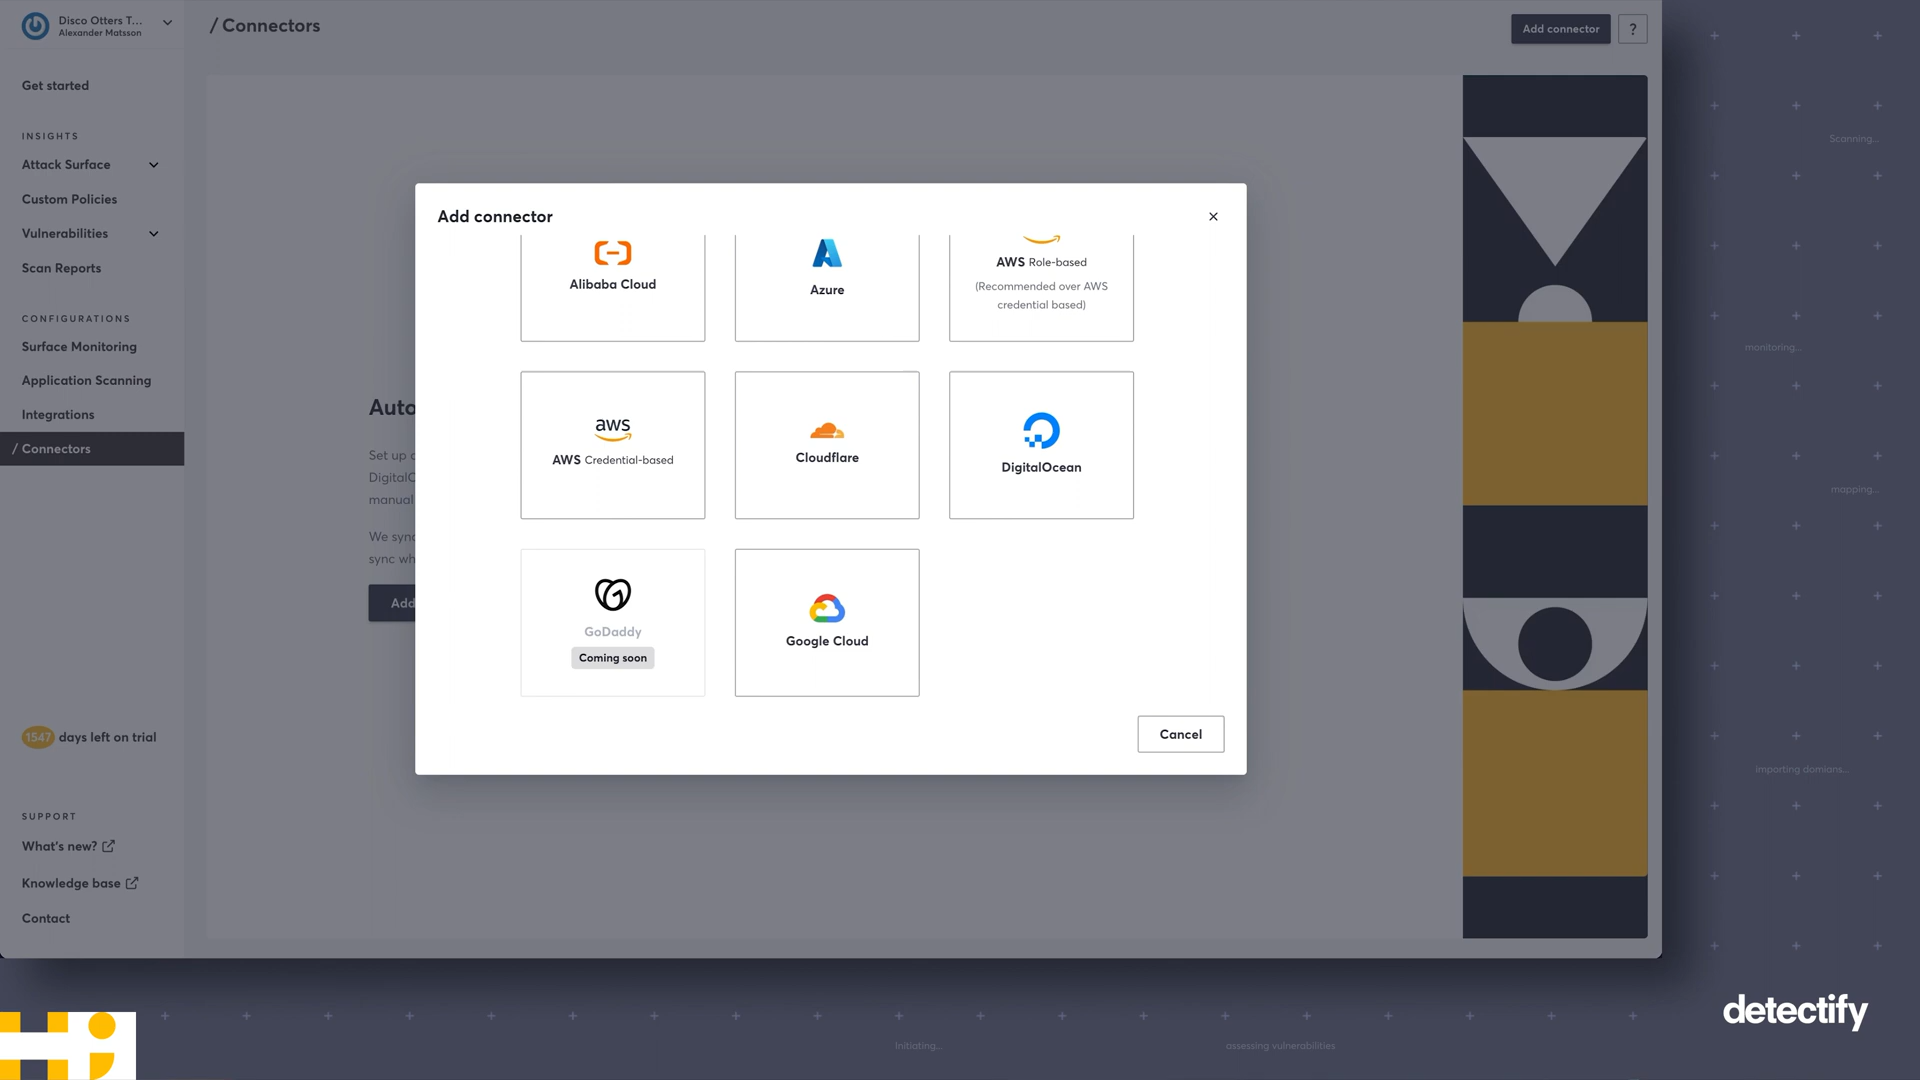 Disco Otters T...
Alexander Matsson
/ Connectors
Add connector
?
Get started
INSIGHTS
Attack Surface
Custom Policies
Vulnerabilities
Scan Reports
CONFIGURATIONS
Surface Monitoring
Application Scanning
Integrations
/ Connectors
1547 days left on trial
SUPPORT
What's new?
Knowledge base
Contact
Auto
Set up
DigitalO
manual
We sync
sync wh
Add
Add connector
Alibaba Cloud
Azure
AWS Role-based
(Recommended over AWS
credential based)
aws
AWS Credential-based
Cloudflare
DigitalOcean
GoDaddy
Coming soon
Google Cloud
Cancel
Scanning...
monitoring...
mapping...
importing domians...
Initiating...
assessing vulnerabilities
detectify